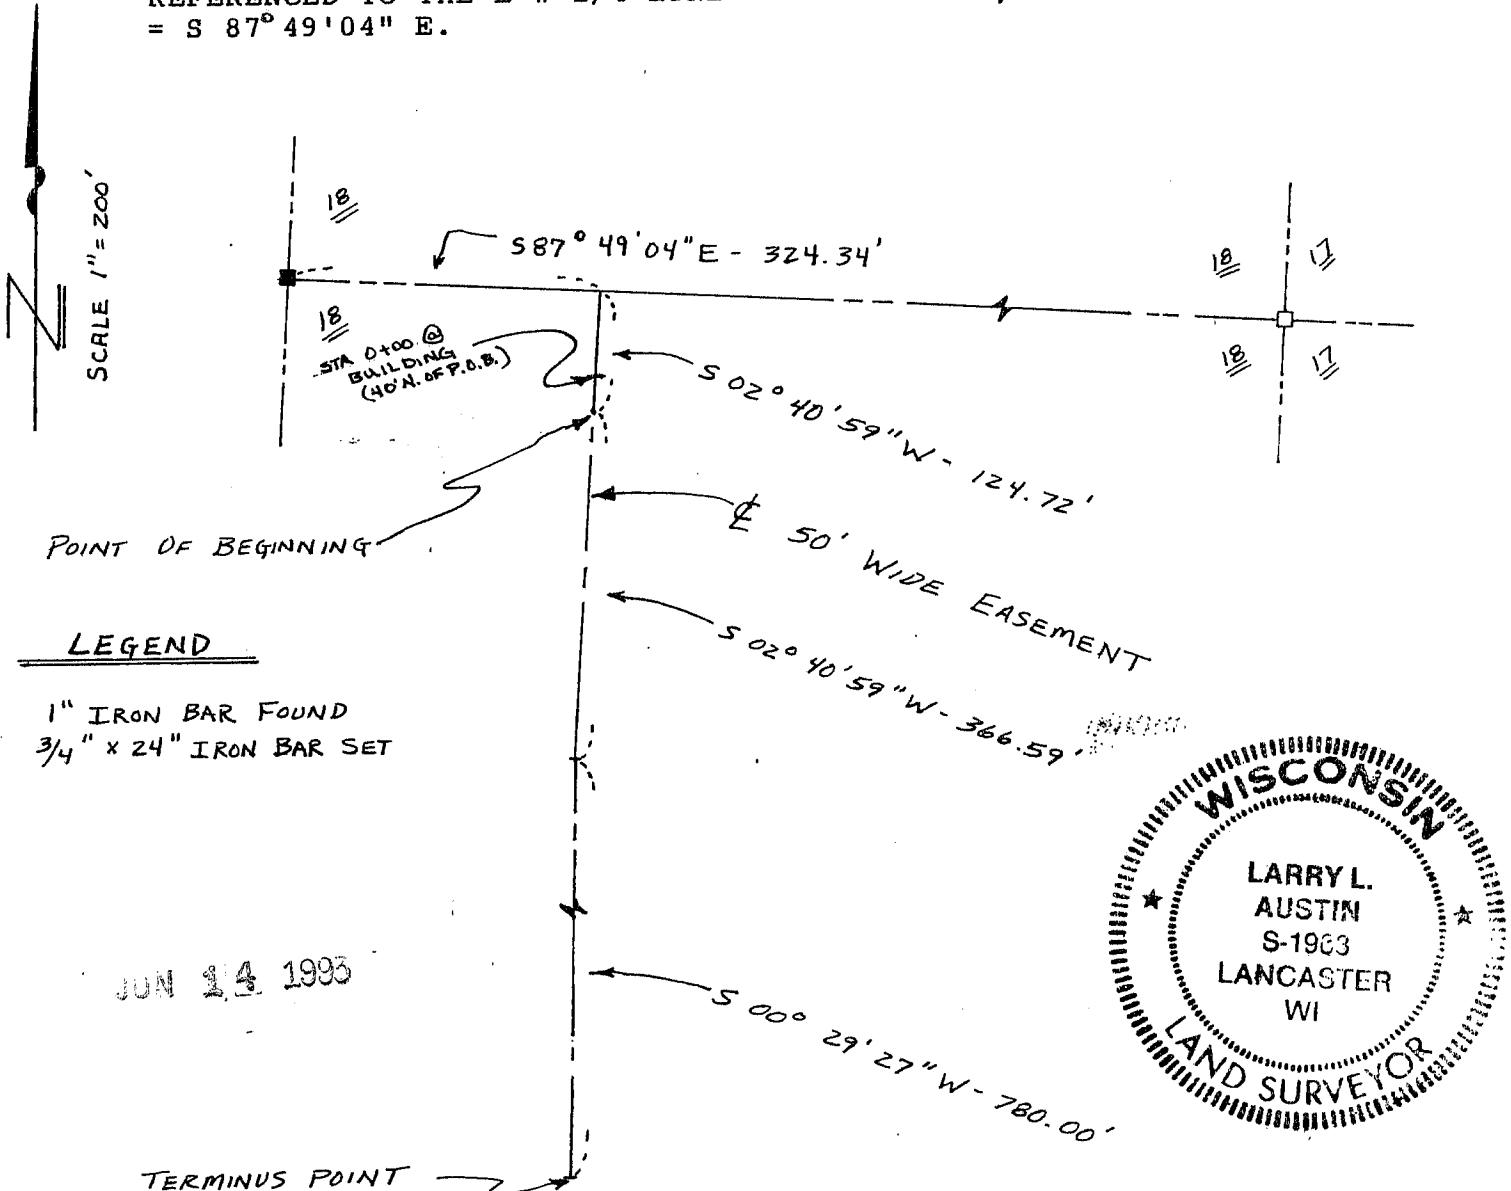 = S 87° 49'04" E.
N
SCALE 1"= 200'
18
S 87° 49'04"E - 324.34'
18
17
18
STA 0+00 @
BUILDING
(40'N. OF P.O.B.)
18
17
S 02° 40'59"W - 124.72'
POINT OF BEGINNING
℄ 50' WIDE EASEMENT
LEGEND
S 02° 40'59"W - 366.59'
1" IRON BAR FOUND
3/4" x 24" IRON BAR SET
WISCONSIN
LARRY L.
AUSTIN
LANCASTER
WI
LAND SURVEYOR
JUN 14 1993
S 00° 29'27"W - 780.00'
TERMINUS POINT